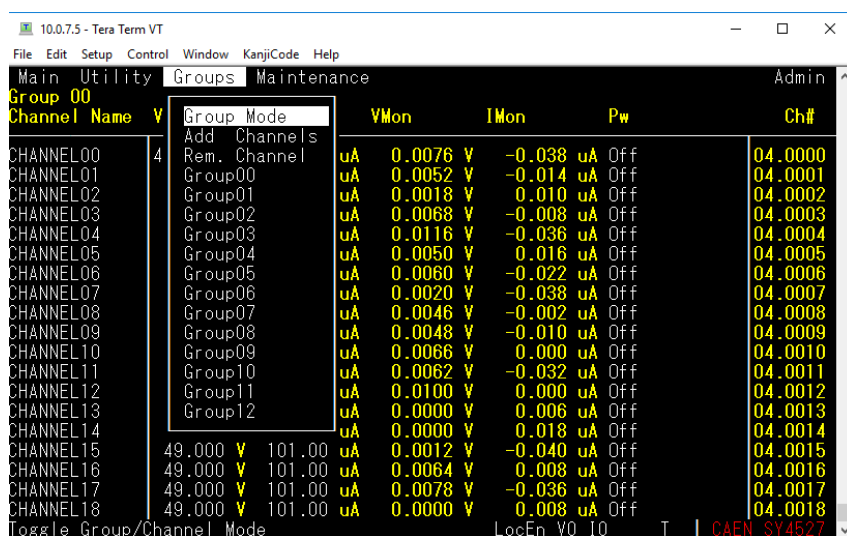 10.0.7.5 - Tera Term VT
File Edit Setup Control Window KanjiCode Help
Main Utility Groups Maintenance Admin
Group 00
Channel Name V VMon IMon Pw Ch#
Group Mode
Add Channels
CHANNEL00 4 Rem. Channel uA 0.0076 V -0.038 uA Off 04.0000
CHANNEL01 Group00 uA 0.0052 V -0.014 uA Off 04.0001
CHANNEL02 Group01 uA 0.0018 V 0.010 uA Off 04.0002
CHANNEL03 Group02 uA 0.0068 V -0.008 uA Off 04.0003
CHANNEL04 Group03 uA 0.0116 V -0.036 uA Off 04.0004
CHANNEL05 Group04 uA 0.0050 V 0.016 uA Off 04.0005
CHANNEL06 Group05 uA 0.0060 V -0.022 uA Off 04.0006
CHANNEL07 Group06 uA 0.0020 V -0.038 uA Off 04.0007
CHANNEL08 Group07 uA 0.0046 V -0.002 uA Off 04.0008
CHANNEL09 Group08 uA 0.0048 V -0.010 uA Off 04.0009
CHANNEL10 Group09 uA 0.0066 V 0.000 uA Off 04.0010
CHANNEL11 Group10 uA 0.0062 V -0.032 uA Off 04.0011
CHANNEL12 Group11 uA 0.0100 V 0.000 uA Off 04.0012
CHANNEL13 Group12 uA 0.0000 V 0.006 uA Off 04.0013
CHANNEL14 uA 0.0000 V 0.018 uA Off 04.0014
CHANNEL15 49.000 V 101.00 uA 0.0012 V -0.040 uA Off 04.0015
CHANNEL16 49.000 V 101.00 uA 0.0064 V 0.008 uA Off 04.0016
CHANNEL17 49.000 V 101.00 uA 0.0078 V -0.036 uA Off 04.0017
CHANNEL18 49.000 V 101.00 uA 0.0000 V 0.008 uA Off 04.0018
Toggle Group/Channel Mode LocEn V0 I0 T CAEN SY4527